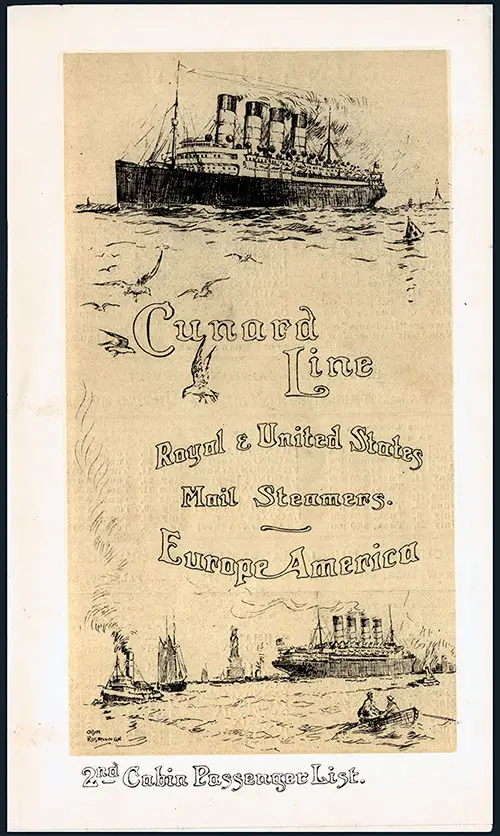 Cunard
Line
Royal & United States
Mail Steamers.
Europe America
2nd Cabin Passenger List.